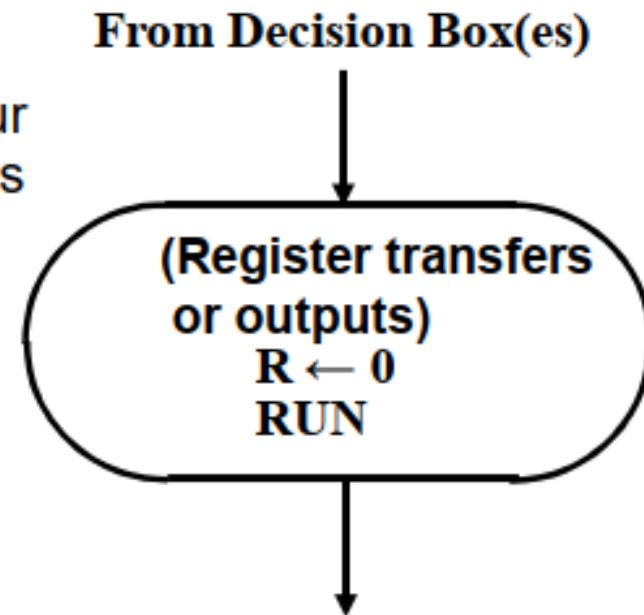 From Decision Box(es)
(Register transfers
or outputs)
R ← 0
RUN